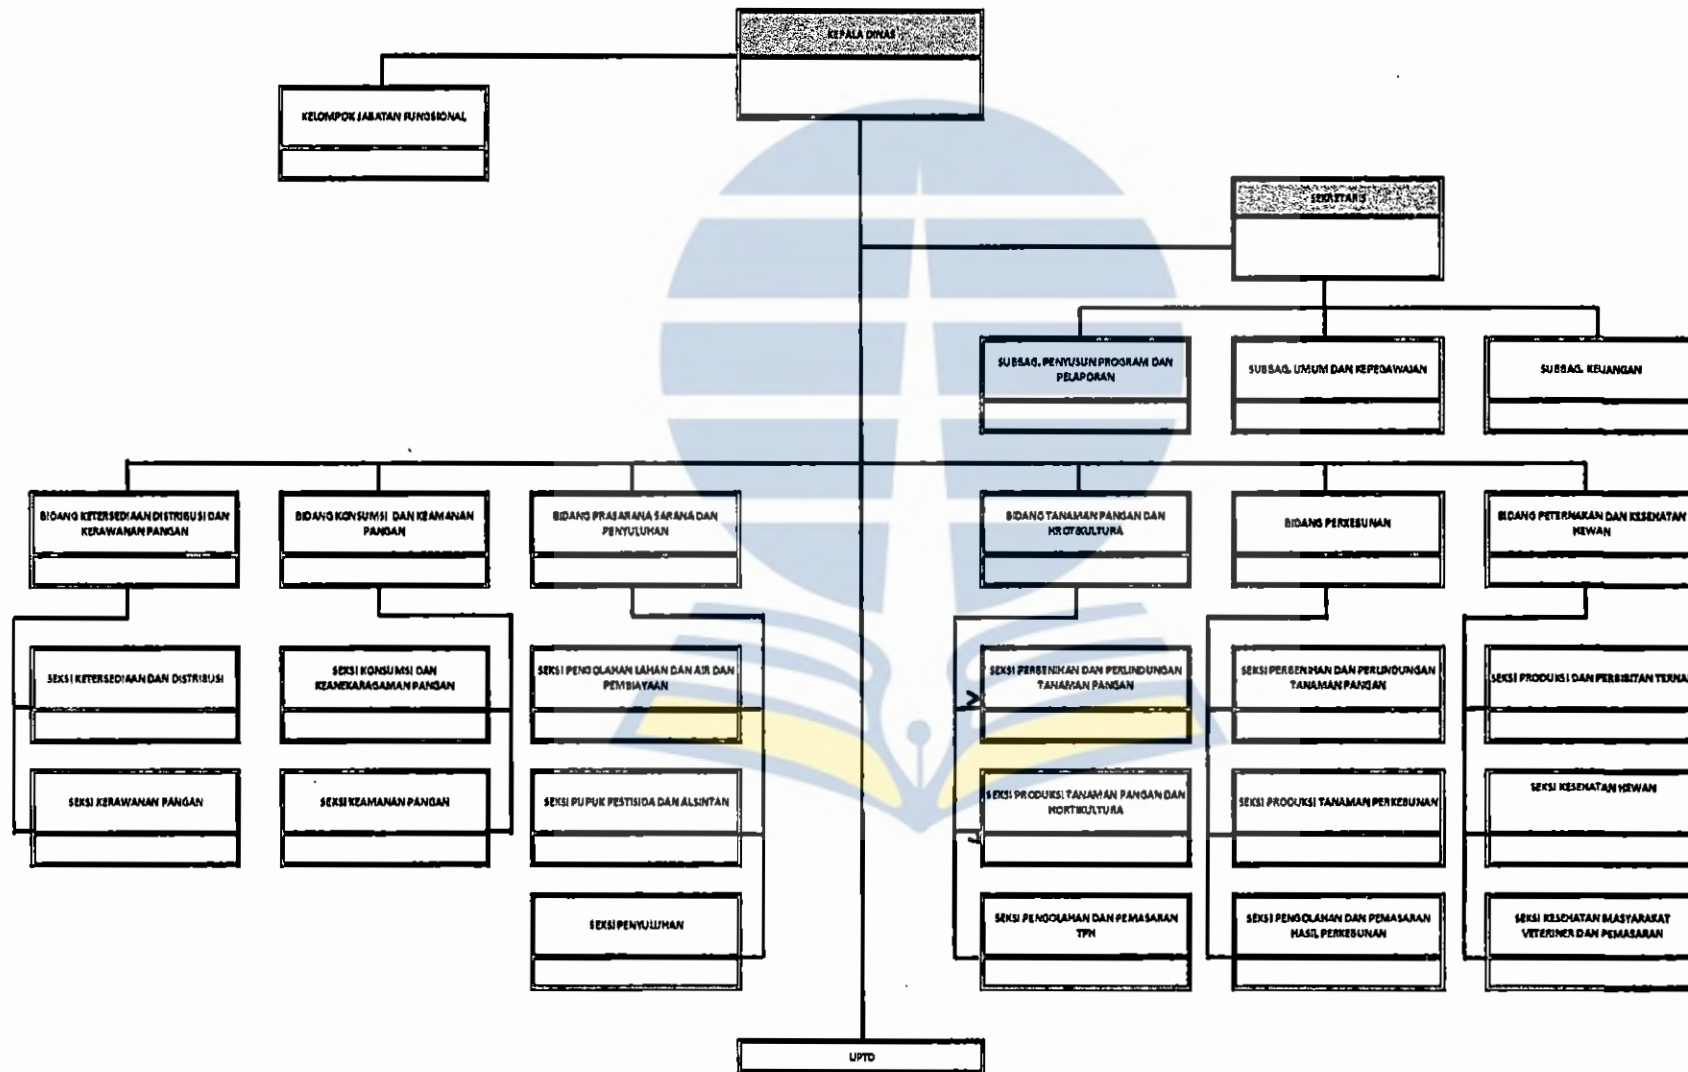 KEPALA DINAS
KELOMPOK JABATAN FUNGSIONAL
SEKRETARIS
SUBBAG. PENYUSUN PROGRAM DAN
PELAPORAN
SUBBAG. UMUM DAN KEPEGAWAIAN
SUBBAG. KEUANGAN
BIDANG KETERSEDIAAN DISTRIBUSI DAN
KERAWANAN PANGAN
BIDANG KONSUMSI DAN KEAMANAN
PANGAN
BIDANG PRASARANA SARANA DAN
PENYULUHAN
BIDANG TANAMAN PANGAN DAN
HROTIKULTURA
BIDANG PERKEBUNAN
BIDANG PETERNAKAN DAN KESEHATAN
HEWAN
SEKSI KETERSEDIAAN DAN DISTRIBUSI
SEKSI KONSUMSI DAN
KEANEKARAGAMAN PANGAN
SEKSI PENGOLAHAN LAHAN DAN AIR DAN
PEMBIAYAAN
SEKSI PERBENIHAN DAN PERLINDUNGAN
TANAMAN PANGAN
SEKSI PERBENIHAN DAN PERLINDUNGAN
TANAMAN PANGAN
SEKSI PRODUKSI DAN PERBIBITAN TERNA
SEKSI KERAWANAN PANGAN
SEKSI KEAMANAN PANGAN
SEKSI PUPUK PESTISIDA DAN ALSINTAN
SEKSI PRODUKSI TANAMAN PANGAN DAN
HORTIKULTURA
SEKSI PRODUKSI TANAMAN PERKEBUNAN
SEKSI KESEHATAN HEWAN
SEKSI PENYULUHAN
SEKSI PENGOLAHAN DAN PEMASARAN
TPH
SEKSI PENGOLAHAN DAN PEMASARAN
HASIL PERKEBUNAN
SEKSI KESEHATAN MASYARAKAT
VETERINER DAN PEMASARAN
UPTD